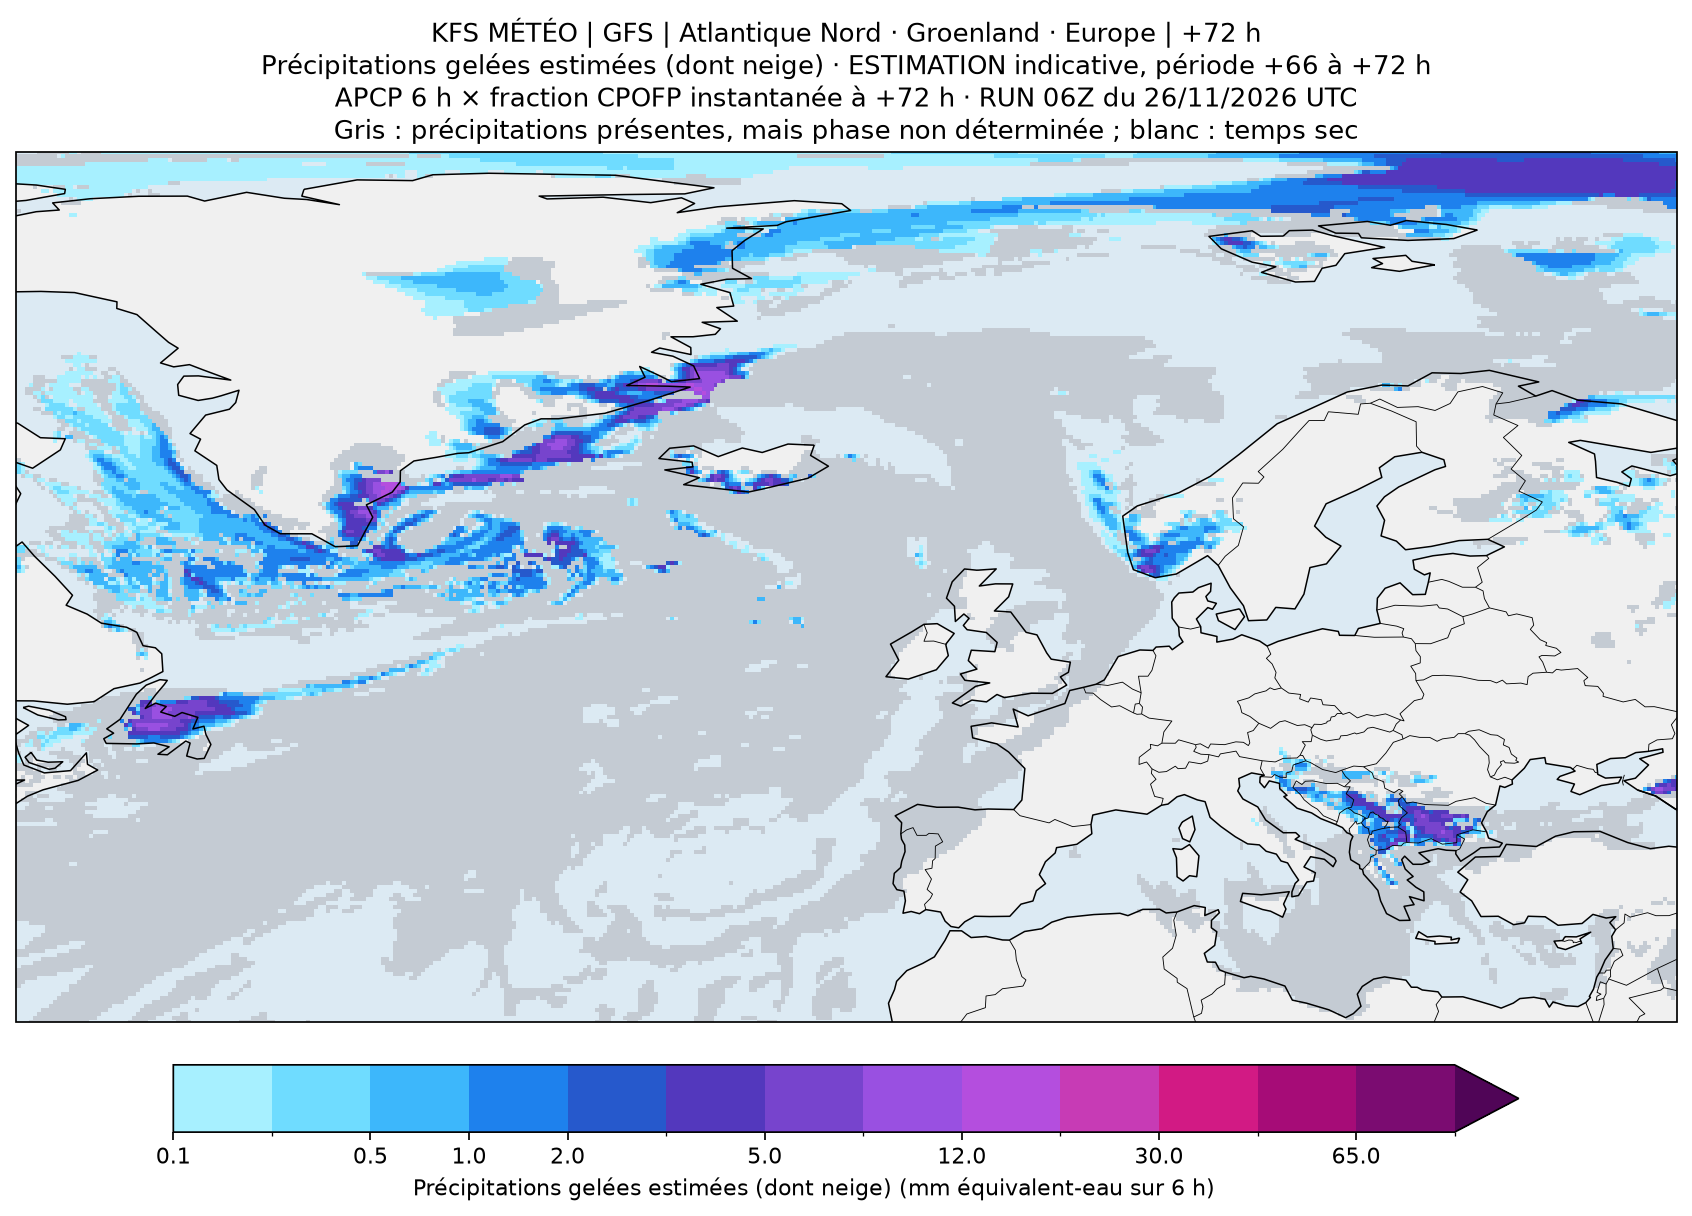 KFS MÉTÉO | GFS | Atlantique Nord · Groenland · Europe | +72 h
Précipitations gelées estimées (dont neige) · ESTIMATION indicative, période +66 à +72 h
APCP 6 h × fraction CPOFP instantanée à +72 h · RUN 06Z du 26/11/2026 UTC
Gris : précipitations présentes, mais phase non déterminée ; blanc : temps sec
0.1 0.5 1.0 2.0 5.0 12.0 30.0 65.0
Précipitations gelées estimées (dont neige) (mm équivalent-eau sur 6 h)